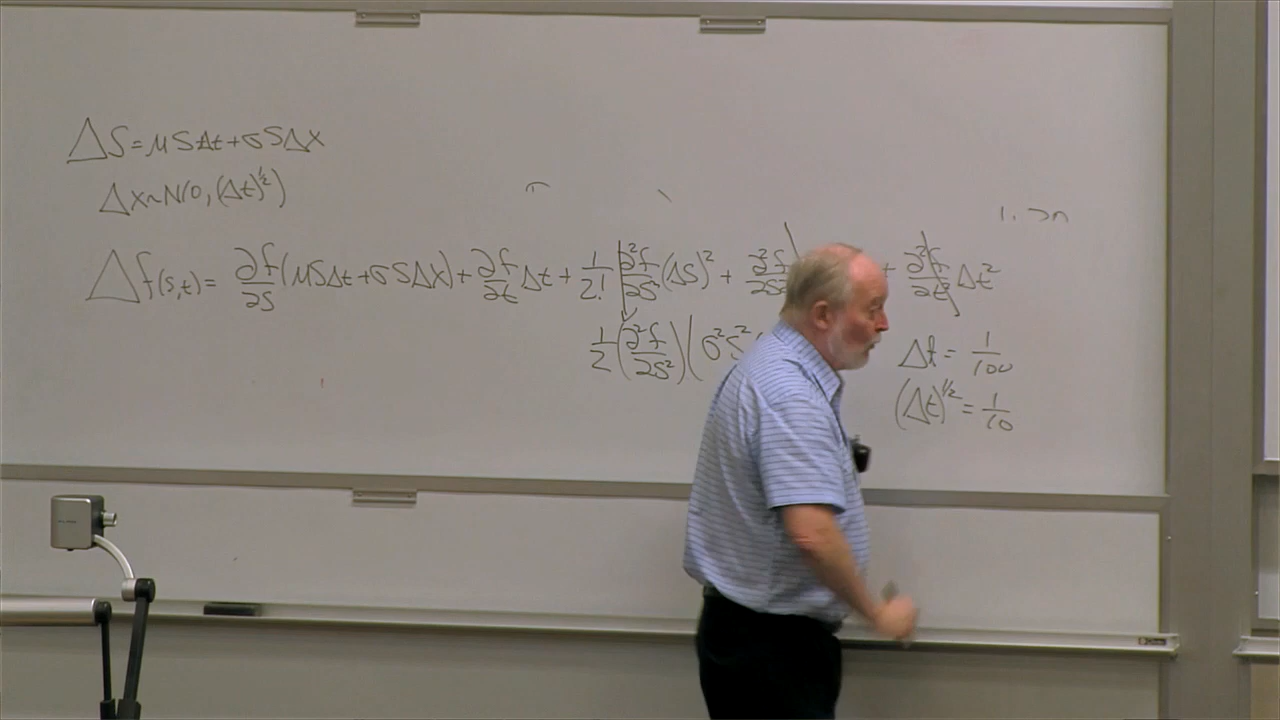 ΔS = μSΔt + σSΔX
ΔX ~ N(0, (Δt)^½)
Δf(s,t) = ∂f/∂S (μSΔt + σSΔX) + ∂f/∂t Δt + 1/2! ∂²f/∂S² (ΔS)² + ∂²f + ∂²f/∂t² Δt²
1/2 (∂²f/∂S²)(σ²S²
Δt = 1/100
(Δt)^1/2 = 1/10